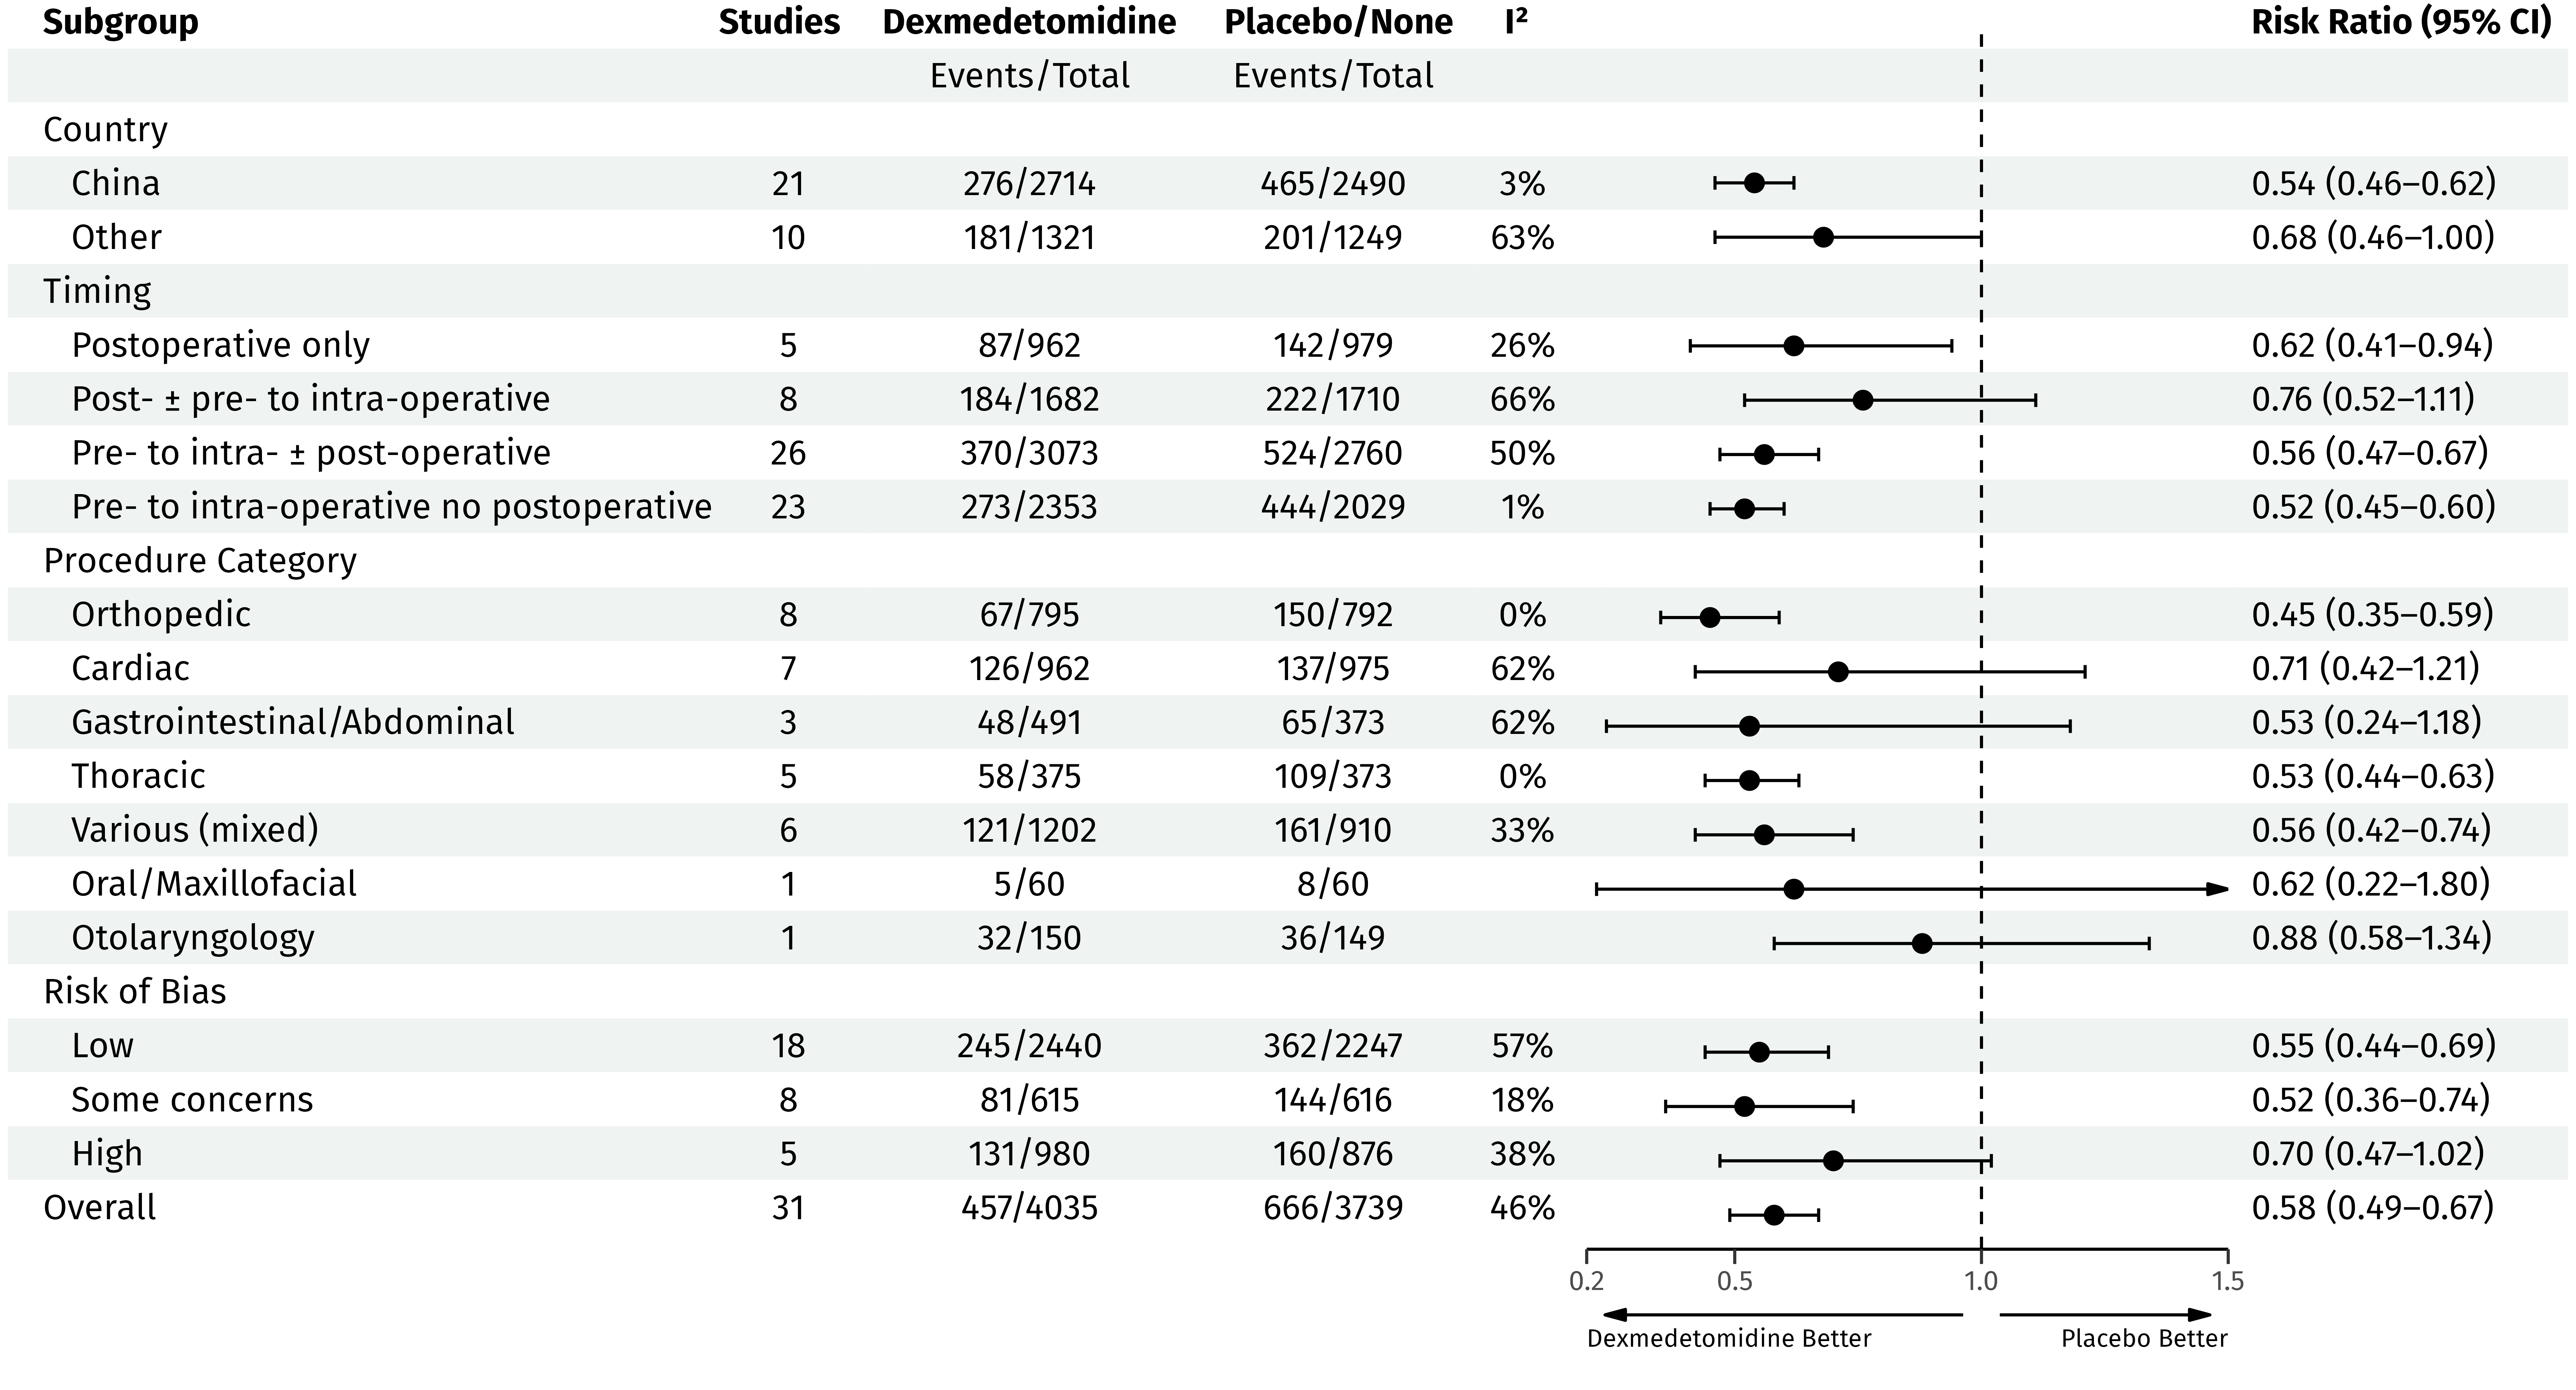 Subgroup Studies Dexmedetomidine Placebo/None I² Risk Ratio (95% CI)
Events/Total Events/Total
Country
China 21 276/2714 465/2490 3% 0.54 (0.46–0.62)
Other 10 181/1321 201/1249 63% 0.68 (0.46–1.00)
Timing
Postoperative only 5 87/962 142/979 26% 0.62 (0.41–0.94)
Post- ± pre- to intra-operative 8 184/1682 222/1710 66% 0.76 (0.52–1.11)
Pre- to intra- ± post-operative 26 370/3073 524/2760 50% 0.56 (0.47–0.67)
Pre- to intra-operative no postoperative 23 273/2353 444/2029 1% 0.52 (0.45–0.60)
Procedure Category
Orthopedic 8 67/795 150/792 0% 0.45 (0.35–0.59)
Cardiac 7 126/962 137/975 62% 0.71 (0.42–1.21)
Gastrointestinal/Abdominal 3 48/491 65/373 62% 0.53 (0.24–1.18)
Thoracic 5 58/375 109/373 0% 0.53 (0.44–0.63)
Various (mixed) 6 121/1202 161/910 33% 0.56 (0.42–0.74)
Oral/Maxillofacial 1 5/60 8/60 0.62 (0.22–1.80)
Otolaryngology 1 32/150 36/149 0.88 (0.58–1.34)
Risk of Bias
Low 18 245/2440 362/2247 57% 0.55 (0.44–0.69)
Some concerns 8 81/615 144/616 18% 0.52 (0.36–0.74)
High 5 131/980 160/876 38% 0.70 (0.47–1.02)
Overall 31 457/4035 666/3739 46% 0.58 (0.49–0.67)
0.2 0.5 1.0 1.5
Dexmedetomidine Better Placebo Better